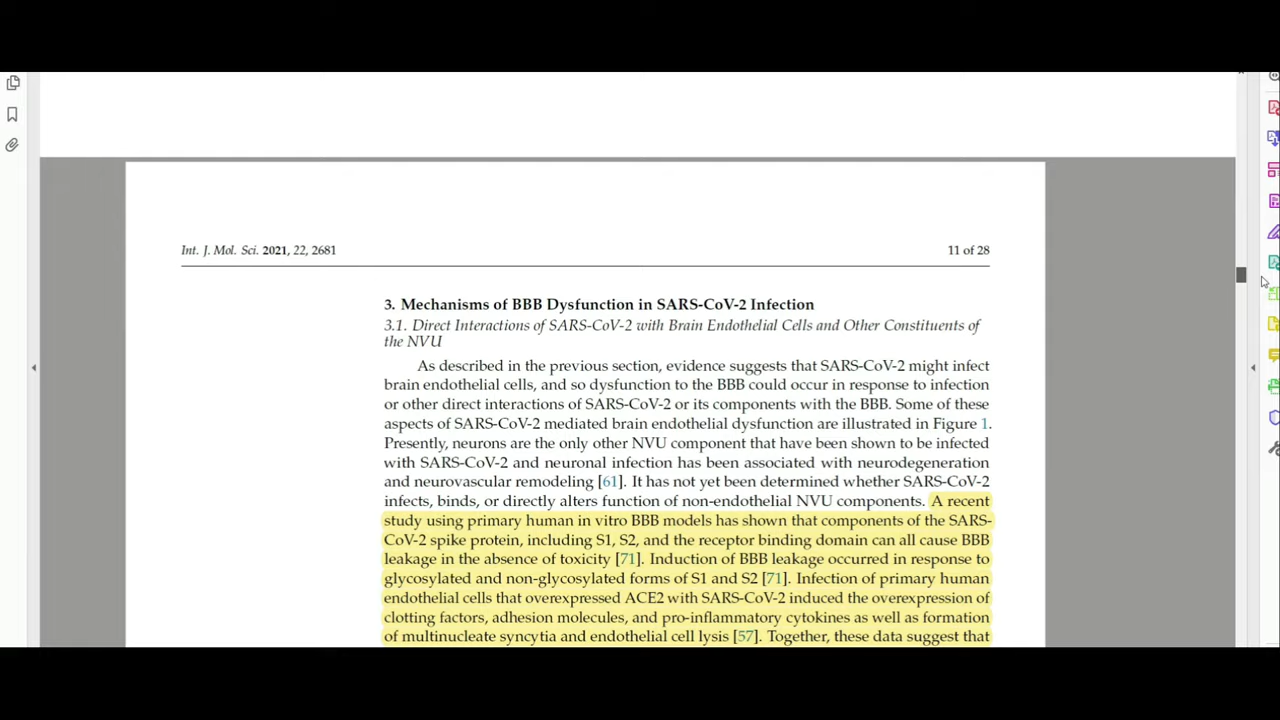 Int. J. Mol. Sci. 2021, 22, 2681
11 of 28
3. Mechanisms of BBB Dysfunction in SARS-CoV-2 Infection
3.1. Direct Interactions of SARS-CoV-2 with Brain Endothelial Cells and Other Constituents of
the NVU
As described in the previous section, evidence suggests that SARS-CoV-2 might infect
brain endothelial cells, and so dysfunction to the BBB could occur in response to infection
or other direct interactions of SARS-CoV-2 or its components with the BBB. Some of these
aspects of SARS-CoV-2 mediated brain endothelial dysfunction are illustrated in Figure 1.
Presently, neurons are the only other NVU component that have been shown to be infected
with SARS-CoV-2 and neuronal infection has been associated with neurodegeneration
and neurovascular remodeling [61]. It has not yet been determined whether SARS-CoV-2
infects, binds, or directly alters function of non-endothelial NVU components. A recent
study using primary human in vitro BBB models has shown that components of the SARS-
CoV-2 spike protein, including S1, S2, and the receptor binding domain can all cause BBB
leakage in the absence of toxicity [71]. Induction of BBB leakage occurred in response to
glycosylated and non-glycosylated forms of S1 and S2 [71]. Infection of primary human
endothelial cells that overexpressed ACE2 with SARS-CoV-2 induced the overexpression of
clotting factors, adhesion molecules, and pro-inflammatory cytokines as well as formation
of multinucleate syncytia and endothelial cell lysis [57]. Together, these data suggest that